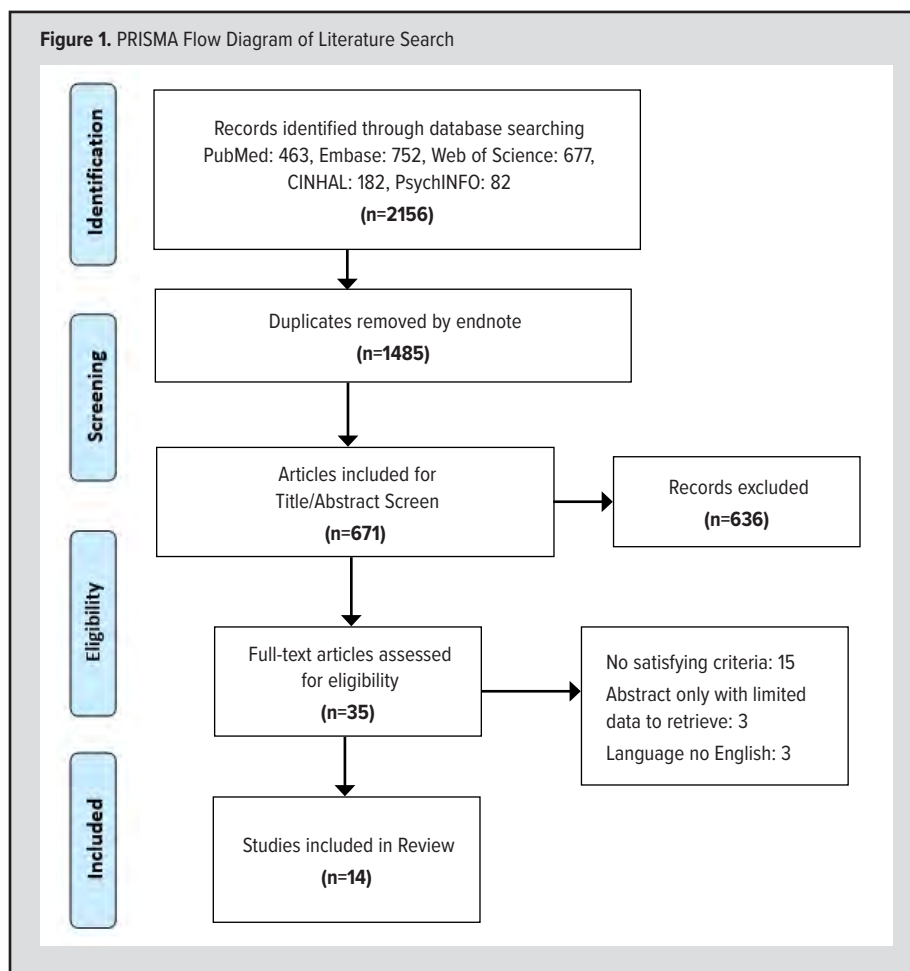 Figure 1. PRISMA Flow Diagram of Literature Search
Identification
Records identified through database searching
PubMed: 463, Embase: 752, Web of Science: 677,
CINHAL: 182, PsychINFO: 82
(n=2156)
Screening
Duplicates removed by endnote
(n=1485)
Articles included for
Title/Abstract Screen
(n=671)
Records excluded
(n=636)
Eligibility
Full-text articles assessed
for eligibility
(n=35)
No satisfying criteria: 15
Abstract only with limited
data to retrieve: 3
Language no English: 3
Included
Studies included in Review
(n=14)